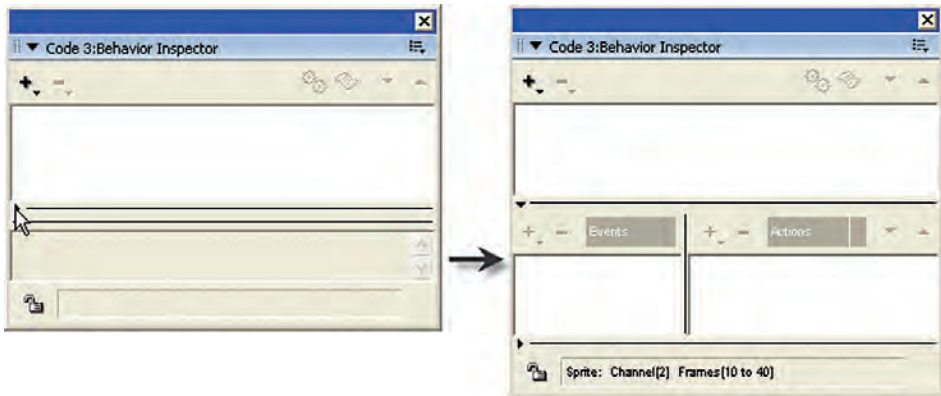 Code 3:Behavior Inspector
Code 3:Behavior Inspector
Events
Actions
Sprite: Channel[2] Frames[10 to 40]